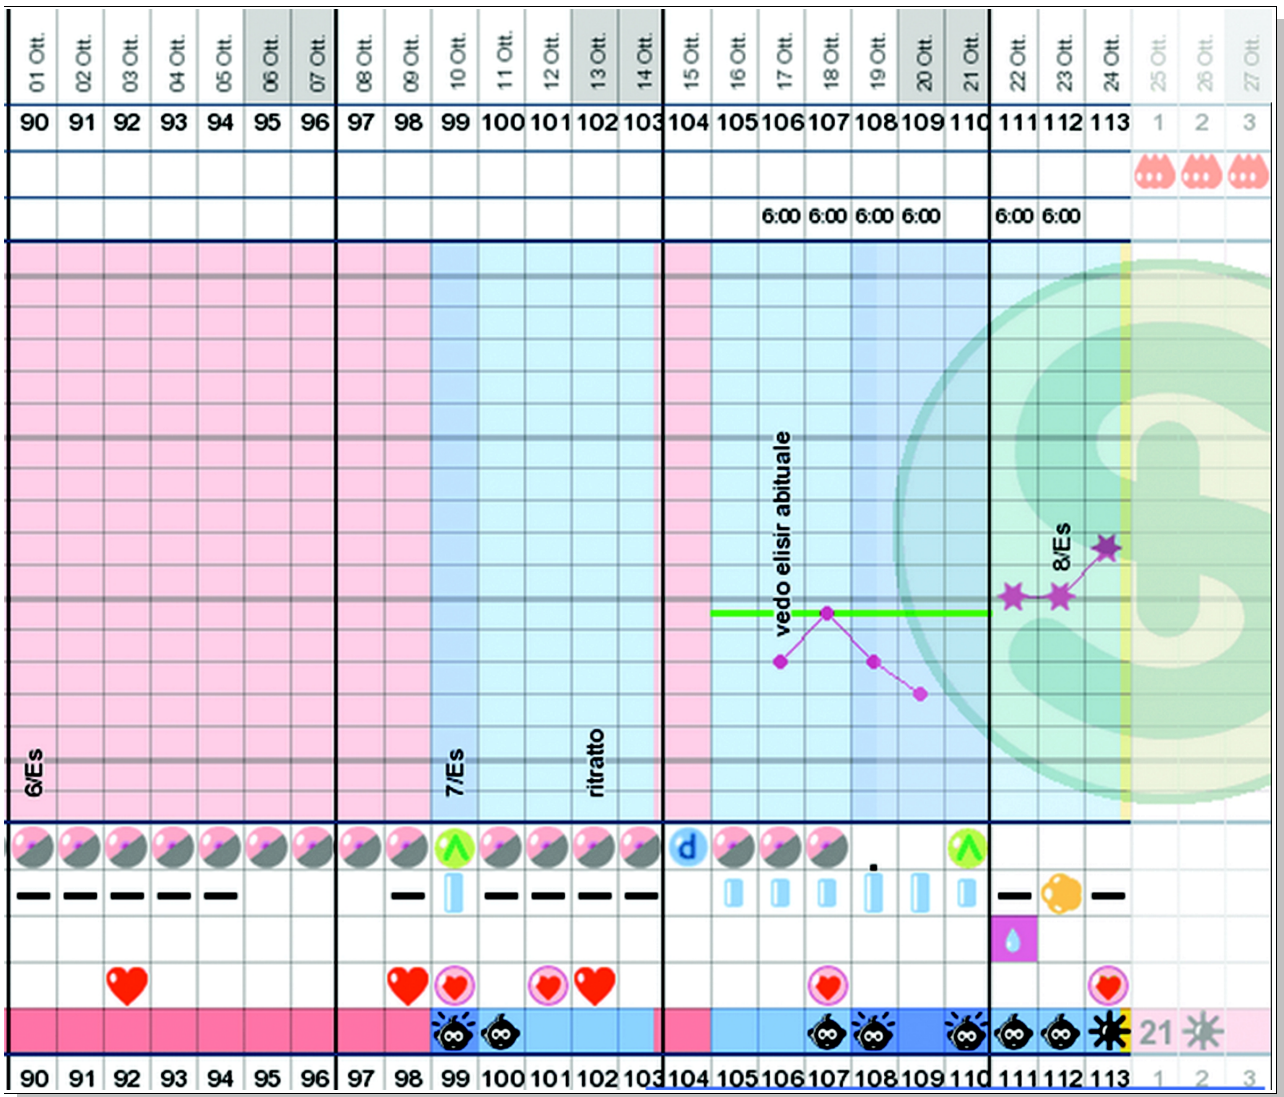 01 Ott. 02 Ott. 03 Ott. 04 Ott. 05 Ott. 06 Ott. 07 Ott. 08 Ott. 09 Ott. 10 Ott. 11 Ott. 12 Ott. 13 Ott. 14 Ott. 15 Ott. 16 Ott. 17 Ott. 18 Ott. 19 Ott. 20 Ott. 21 Ott. 22 Ott. 23 Ott. 24 Ott. 25 Ott. 26 Ott. 27 Ott.
90 91 92 93 94 95 96 97 98 99 100 101 102 103 104 105 106 107 108 109 110 111 112 113 1 2 3
6:00 6:00 6:00 6:00 6:00 6:00
vedo elisir abituale
8/Es
6/Es
7/Es
ritratto
d
21
90 91 92 93 94 95 96 97 98 99 100 101 102 103 104 105 106 107 108 109 110 111 112 113 1 2 3